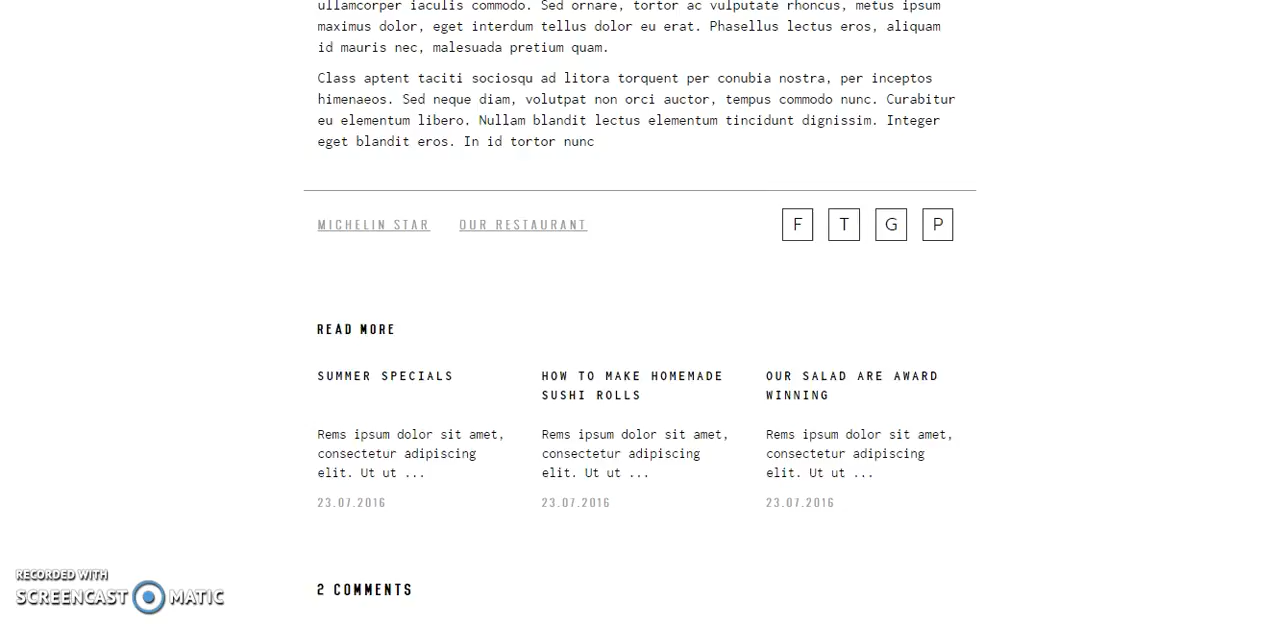 ullamcorper iaculis commodo. Sed ornare, tortor ac vulputate rhoncus, metus ipsum
maximus dolor, eget interdum tellus dolor eu erat. Phasellus lectus eros, aliquam
id mauris nec, malesuada pretium quam.
Class aptent taciti sociosqu ad litora torquent per conubia nostra, per inceptos
himenaeos. Sed neque diam, volutpat non orci auctor, tempus commodo nunc. Curabitur
eu elementum libero. Nullam blandit lectus elementum tincidunt dignissim. Integer
eget blandit eros. In id tortor nunc
MICHELIN STAR OUR RESTAURANT F T G P
READ MORE
SUMMER SPECIALS
Rems ipsum dolor sit amet,
consectetur adipiscing
elit. Ut ut ...
23.07.2016
HOW TO MAKE HOMEMADE
SUSHI ROLLS
Rems ipsum dolor sit amet,
consectetur adipiscing
elit. Ut ut ...
23.07.2016
OUR SALAD ARE AWARD
WINNING
Rems ipsum dolor sit amet,
consectetur adipiscing
elit. Ut ut ...
23.07.2016
2 COMMENTS
RECORDED WITH
SCREENCAST MATIC